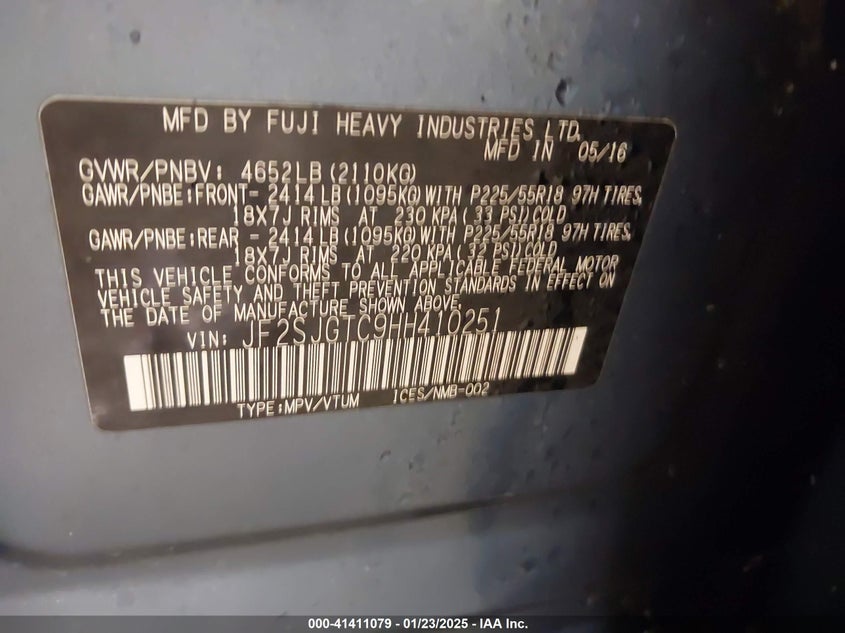 MFD BY FUJI HEAVY INDUSTRIES LTD.
MFD IN 05/16
GVWR/PNBV: 4652LB (2110KG)
GAWR/PNBE:FRONT- 2414 LB (1095KG) WITH P225/55R18 97H TIRES,
18X7J RIMS AT 230 KPA ( 33 PSI) COLD
GAWR/PNBE:REAR - 2414 LB (1095KG) WITH P225/55R18 97H TIRES,
18X7J RIMS AT 220 KPA ( 32 PSI) COLD
THIS VEHICLE CONFORMS TO ALL APPLICABLE FEDERAL MOTOR
VEHICLE SAFETY AND THEFT PREVENTION STANDARDS IN EFFECT ON
THE DATE OF MANUFACTURE SHOWN ABOVE.
VIN: JF2SJGTC9HH410251
TYPE:MPV/VTUM ICES/NMB-002
000-41411079 - 01/23/2025 - IAA Inc.